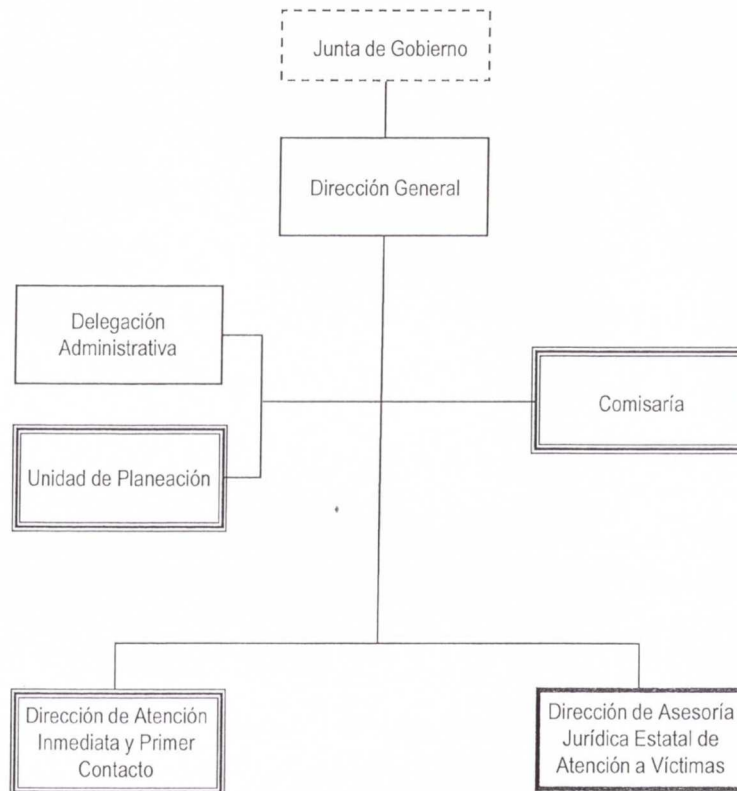 Junta de Gobierno
Dirección General
Delegación
Administrativa
Comisaría
Unidad de Planeación
Dirección de Atención
Inmediata y Primer
Contacto
Dirección de Asesoría
Jurídica Estatal de
Atención a Víctimas